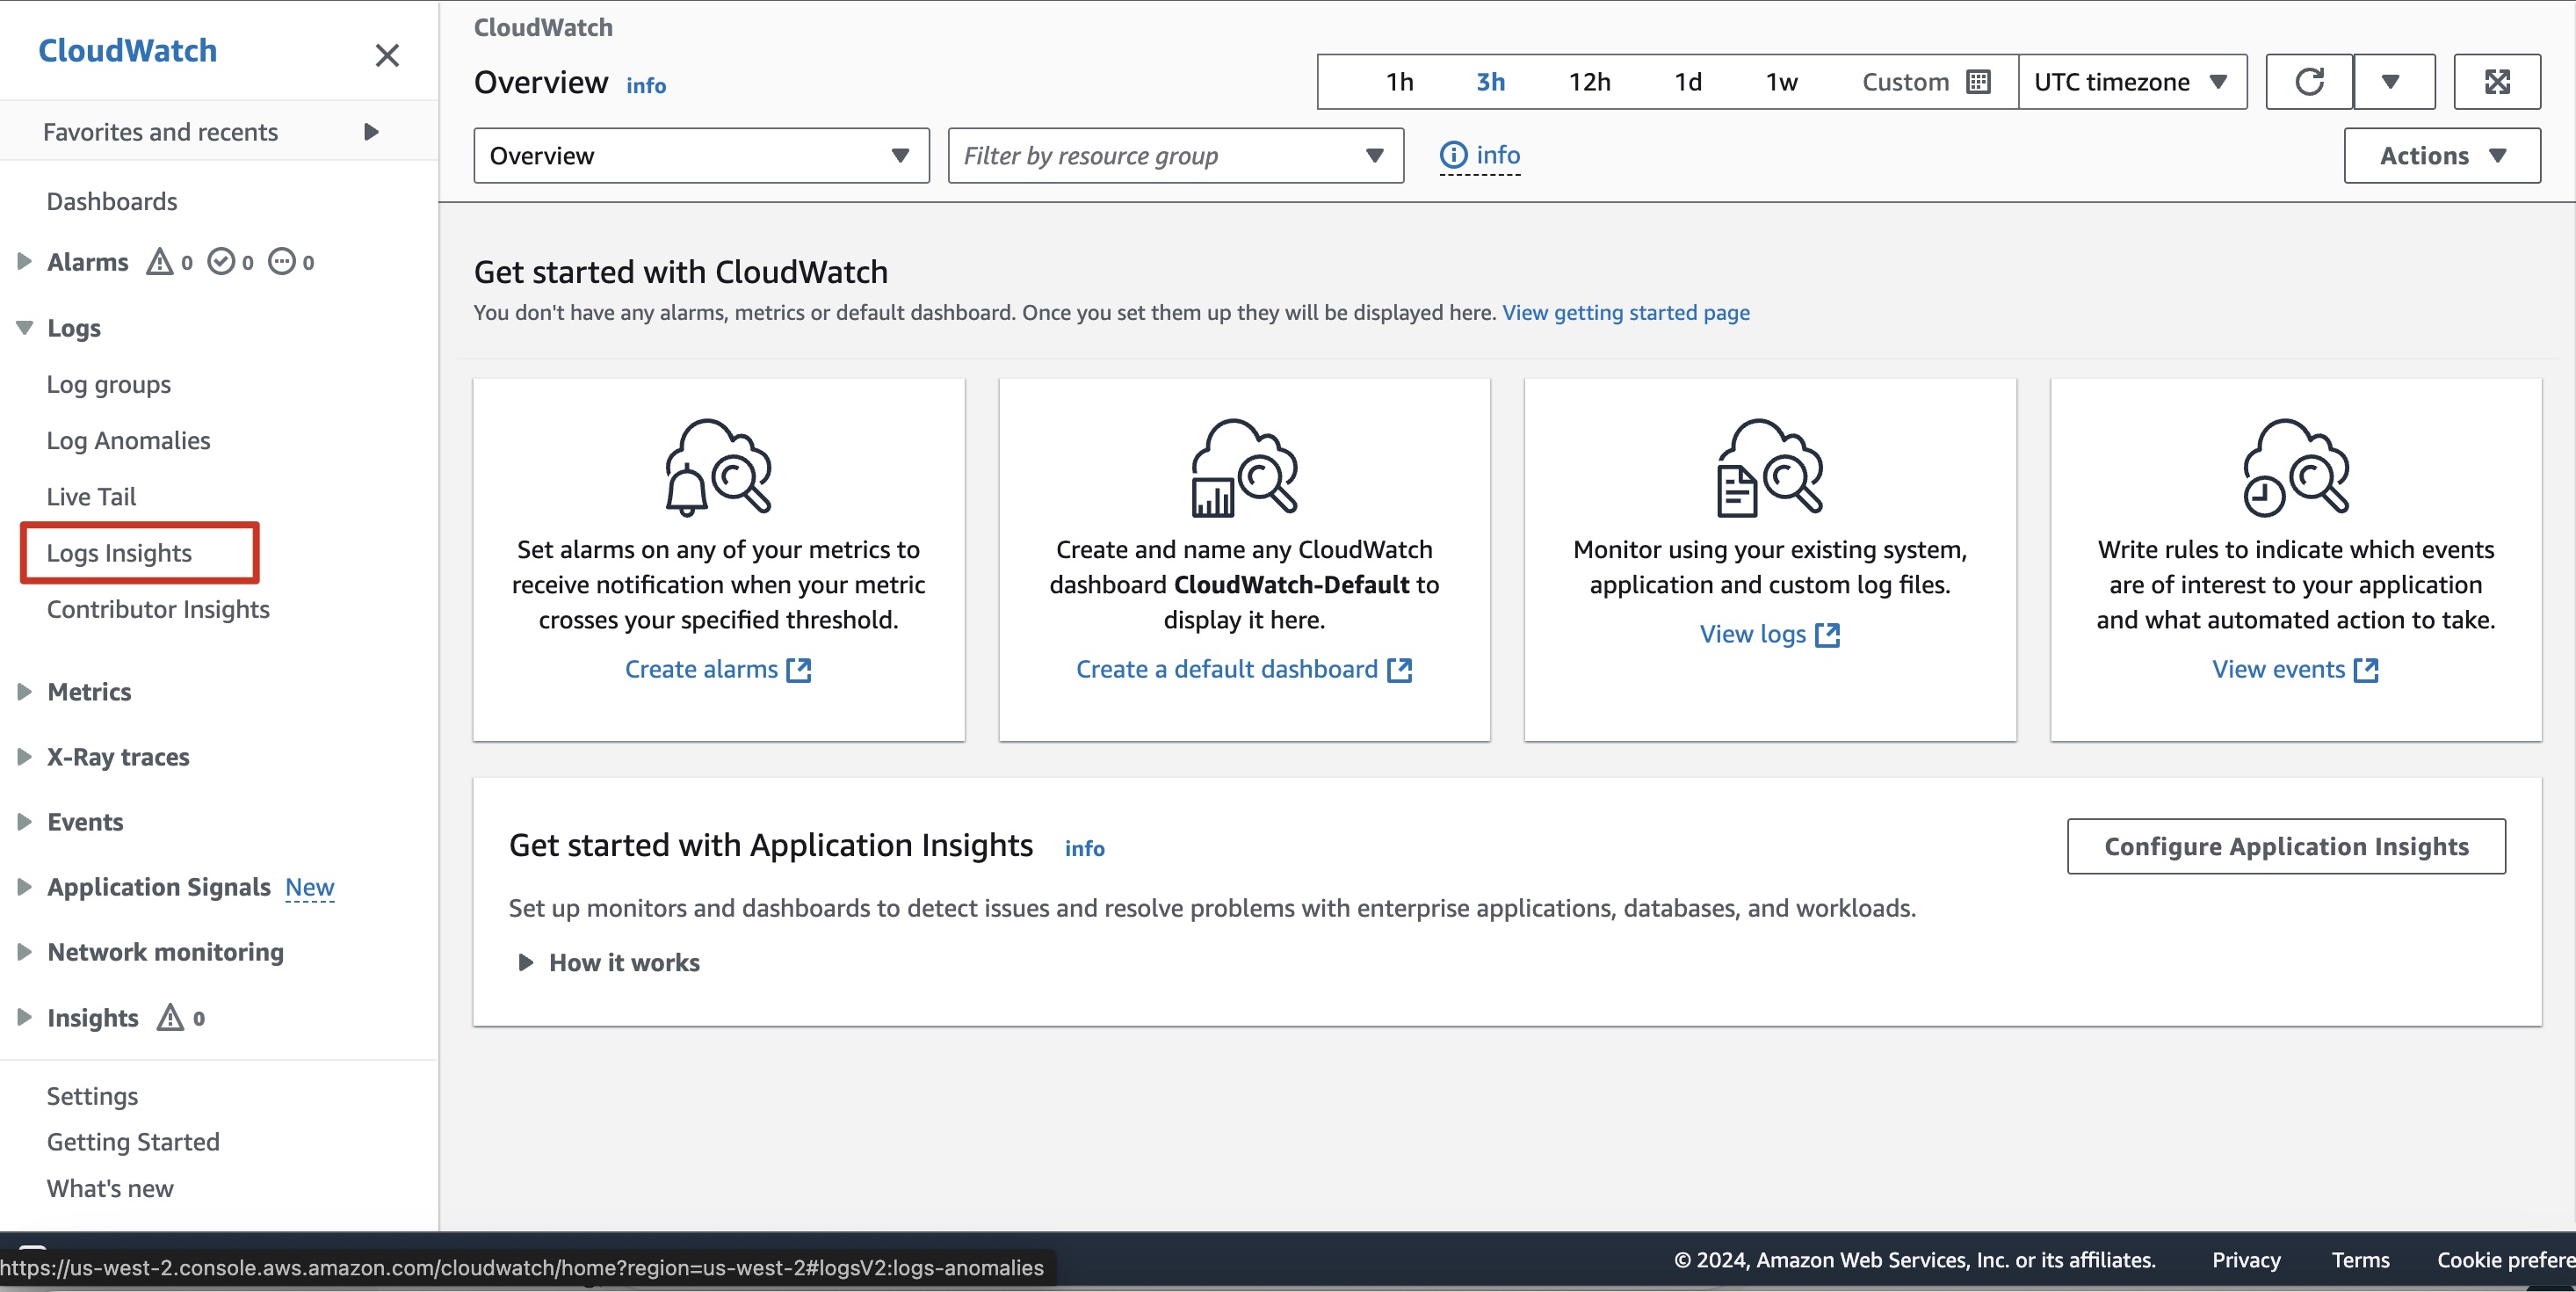 CloudWatch
Favorites and recents
Dashboards
Alarms 0 0 0
Logs
Log groups
Log Anomalies
Live Tail
Logs Insights
Contributor Insights
Metrics
X-Ray traces
Events
Application Signals New
Network monitoring
Insights 0
Settings
Getting Started
What's new
CloudWatch
Overview info
1h 3h 12h 1d 1w Custom UTC timezone
Overview
Filter by resource group
info
Actions
Get started with CloudWatch
You don't have any alarms, metrics or default dashboard. Once you set them up they will be displayed here. View getting started page
Set alarms on any of your metrics to
receive notification when your metric
crosses your specified threshold.
Create alarms
Create and name any CloudWatch
dashboard CloudWatch-Default to
display it here.
Create a default dashboard
Monitor using your existing system,
application and custom log files.
View logs
Write rules to indicate which events
are of interest to your application
and what automated action to take.
View events
Get started with Application Insights info
Configure Application Insights
Set up monitors and dashboards to detect issues and resolve problems with enterprise applications, databases, and workloads.
How it works
https://us-west-2.console.aws.amazon.com/cloudwatch/home?region=us-west-2#logsV2:logs-anomalies
© 2024, Amazon Web Services, Inc. or its affiliates. Privacy Terms Cookie prefere